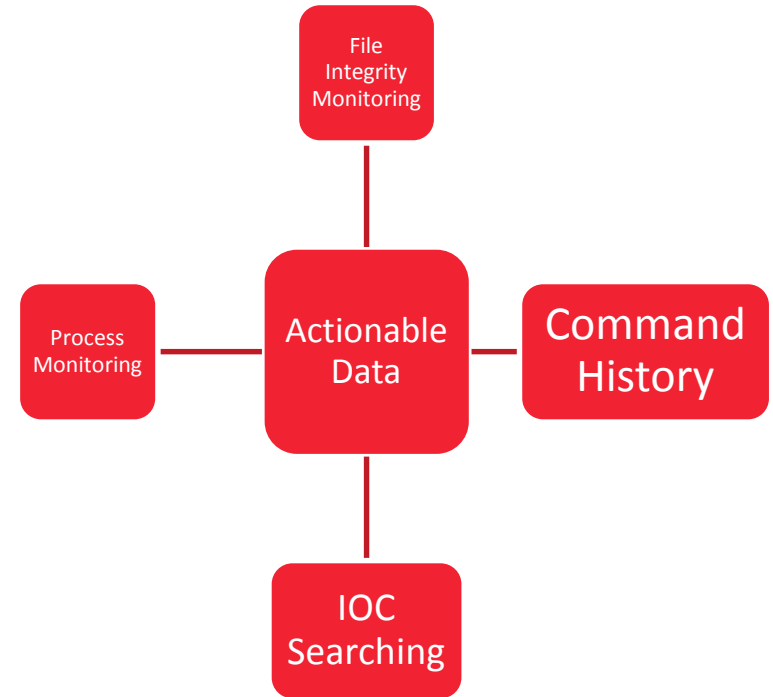 File
Integrity
Monitoring
Process
Monitoring
Actionable
Data
Command
History
IOC
Searching